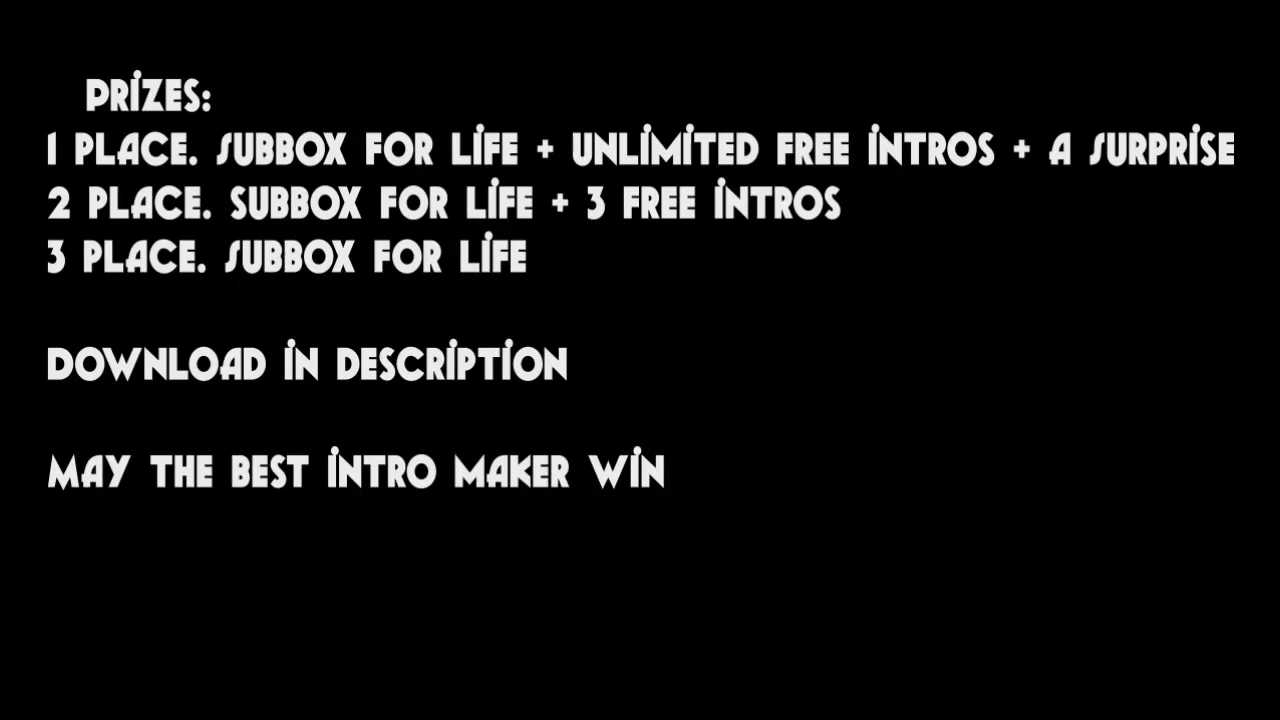 PRIZES:
1 PLACE. SUBBOX FOR LIFE + UNLIMITED FREE INTROS + A SURPRISE
2 PLACE. SUBBOX FOR LIFE + 3 FREE INTROS
3 PLACE. SUBBOX FOR LIFE
DOWNLOAD IN DESCRIPTION
MAY THE BEST INTRO MAKER WIN